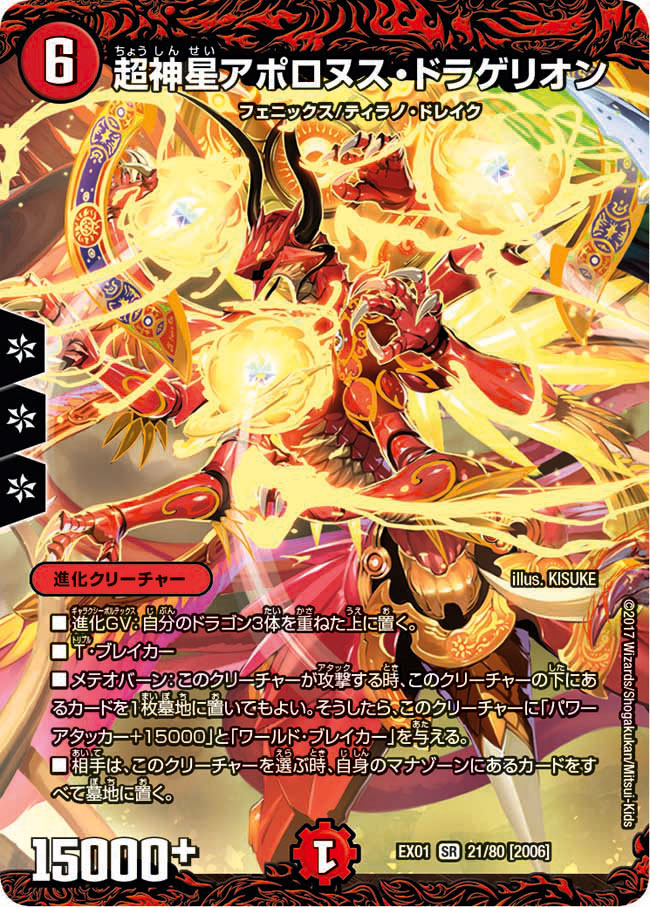 6
超神星アポロヌス・ドラゲリオン
ちょうしんせい
フェニックス/ティラノ・ドレイク
進化クリーチャー
illus. KISUKE
■進化GV:自分のドラゴン3体を重ねた上に置く。
■T・ブレイカー
■メテオバーン:このクリーチャーが攻撃する時、このクリーチャーの下にあ
るカードを1枚墓地に置いてもよい。そうしたら、このクリーチャーに「パワー
アタッカー+15000」と「ワールド・ブレイカー」を与える。
■相手は、このクリーチャーを選ぶ時、自身のマナゾーンにあるカードをす
べて墓地に置く。
15000+
1
EX01 SR 21/80 [2006]
©2017 Wizards/Shogakukan/Mitsui-Kids